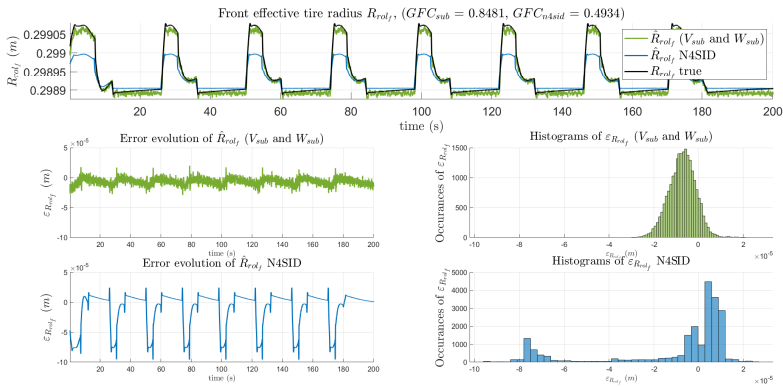 Front effective tire radius R_rol_f, (GFC_sub = 0.8481, GFC_n4sid = 0.4934)
R_rol_f (m)
0.29905
0.299
0.29895
0.2989
R̂_rol_f (V_sub and W_sub)
R̂_rol_f N4SID
R_rol_f true
20 40 60 80 100 120 140 160 180 200
time (s)
Error evolution of R̂_rol_f (V_sub and W_sub)
×10^-5
ε_R_rol_f (m)
5
0
-5
-10
20 40 60 80 100 120 140 160 180 200
time (s)
Histograms of ε_R_rol_f (V_sub and W_sub)
Occurances of ε_R_rol_f
1500
1000
500
0
-10 -8 -6 -4 -2 0 2
ε_R_rol_f (m)
×10^-5
Error evolution of R̂_rol_f N4SID
×10^-5
ε_R_rol_f (m)
5
0
-5
-10
20 40 60 80 100 120 140 160 180 200
time (s)
Histograms of ε_R_rol_f N4SID
Occurances of ε_R_rol_f
5000
4000
3000
2000
1000
0
-10 -8 -6 -4 -2 0 2
ε_R_rol_f (m)
×10^-5